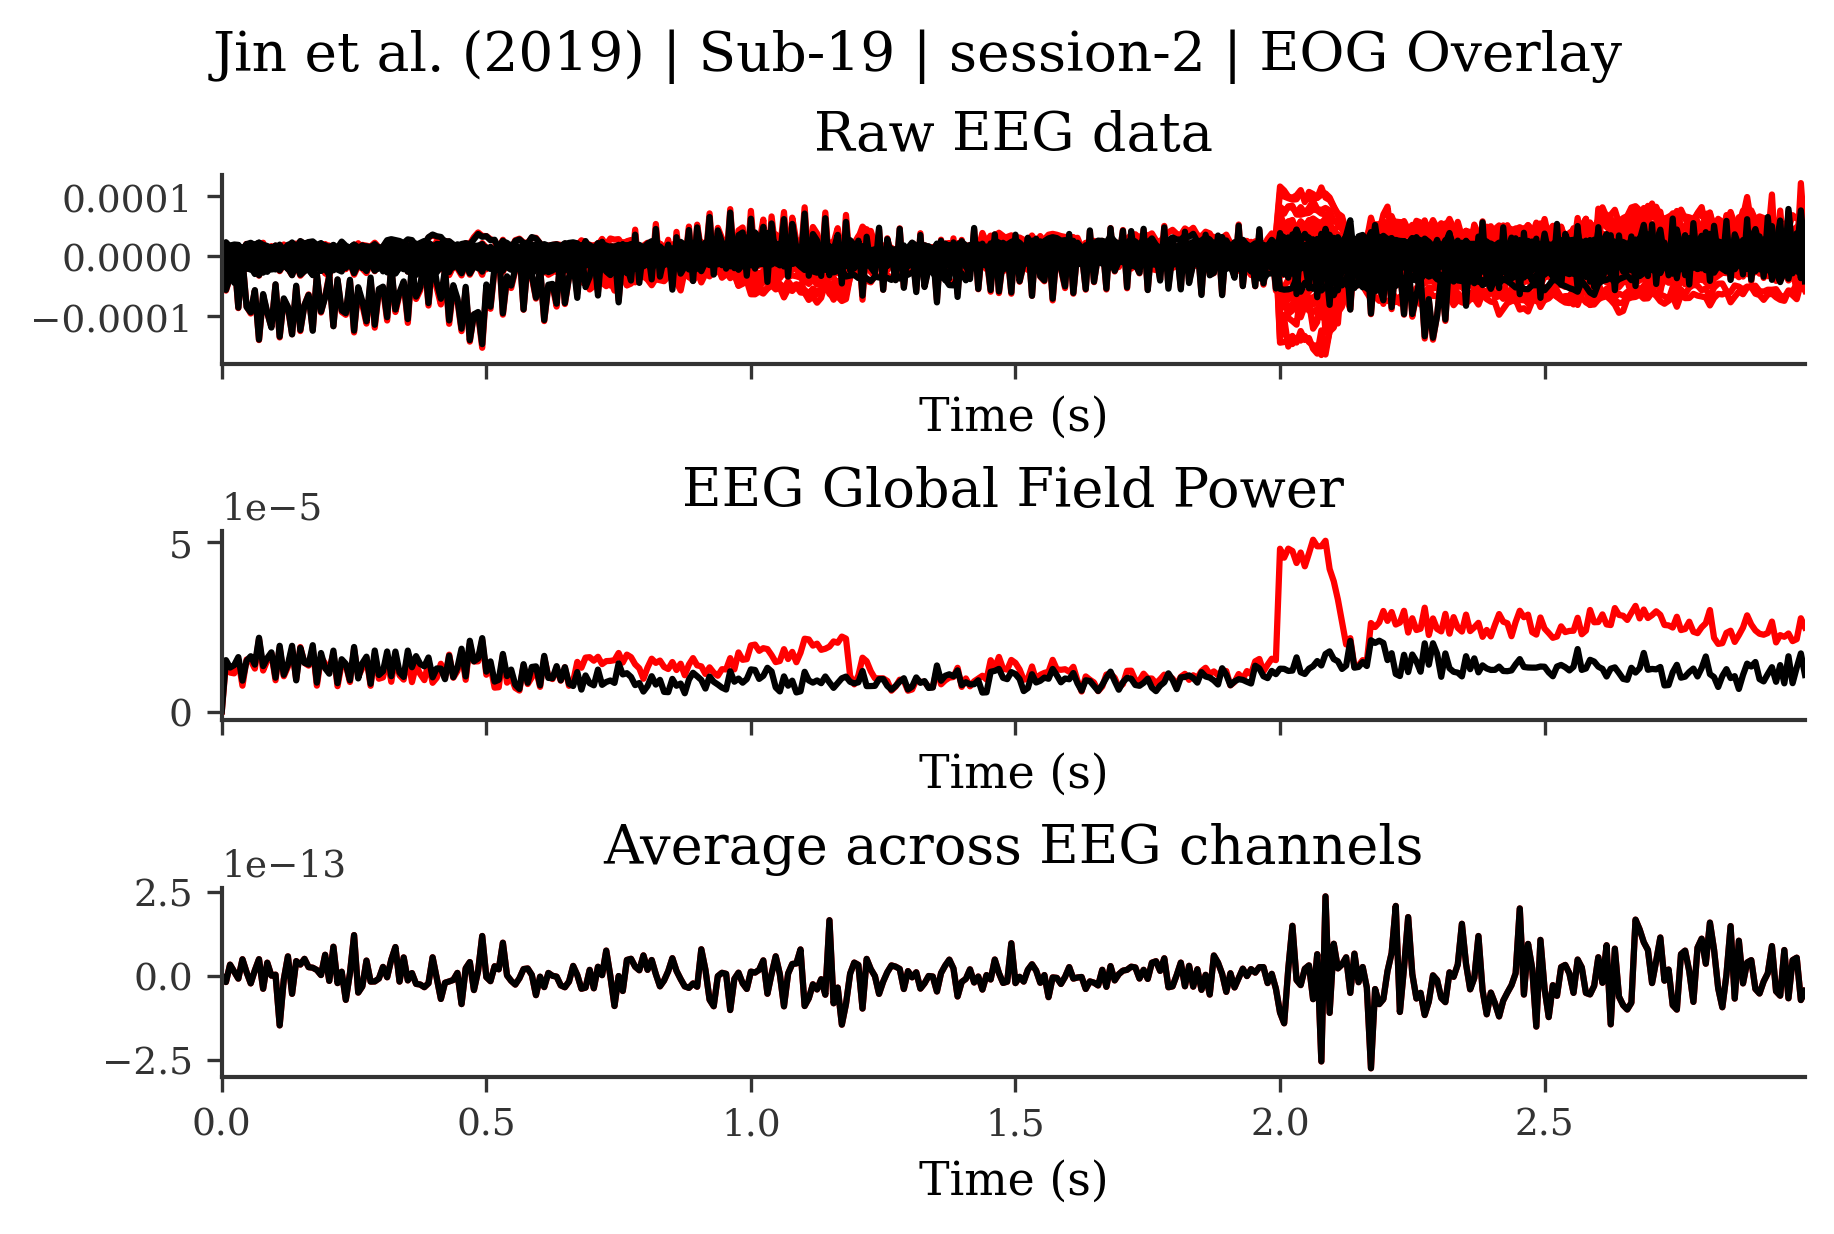 Jin et al. (2019) | Sub-19 | session-2 | EOG Overlay
Raw EEG data
0.0001
0.0000
−0.0001
Time (s)
EEG Global Field Power
1e−5
5
0
Time (s)
Average across EEG channels
1e−13
2.5
0.0
−2.5
0.0 0.5 1.0 1.5 2.0 2.5
Time (s)